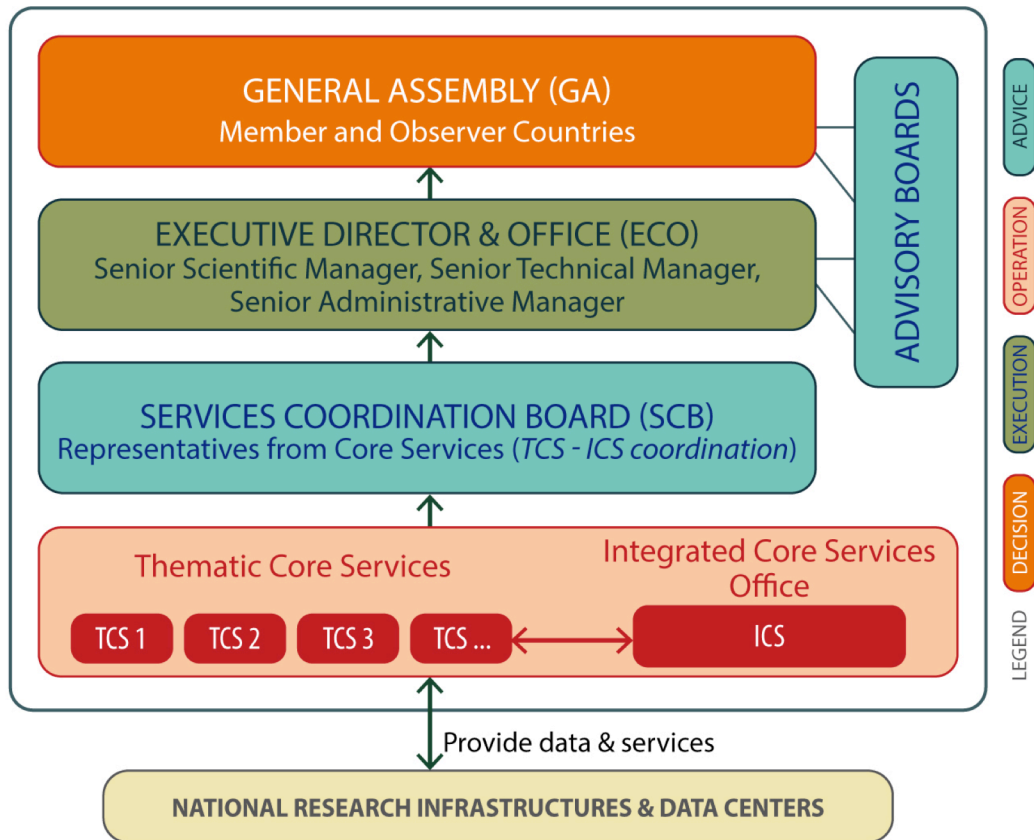 GENERAL ASSEMBLY (GA)
Member and Observer Countries
ADVISORY BOARDS
EXECUTIVE DIRECTOR & OFFICE (ECO)
Senior Scientific Manager, Senior Technical Manager,
Senior Administrative Manager
SERVICES COORDINATION BOARD (SCB)
Representatives from Core Services (TCS - ICS coordination)
Thematic Core Services
Integrated Core Services
Office
TCS 1
TCS 2
TCS 3
TCS ...
ICS
Provide data & services
NATIONAL RESEARCH INFRASTRUCTURES & DATA CENTERS
LEGEND
DECISION
EXECUTION
OPERATION
ADVICE